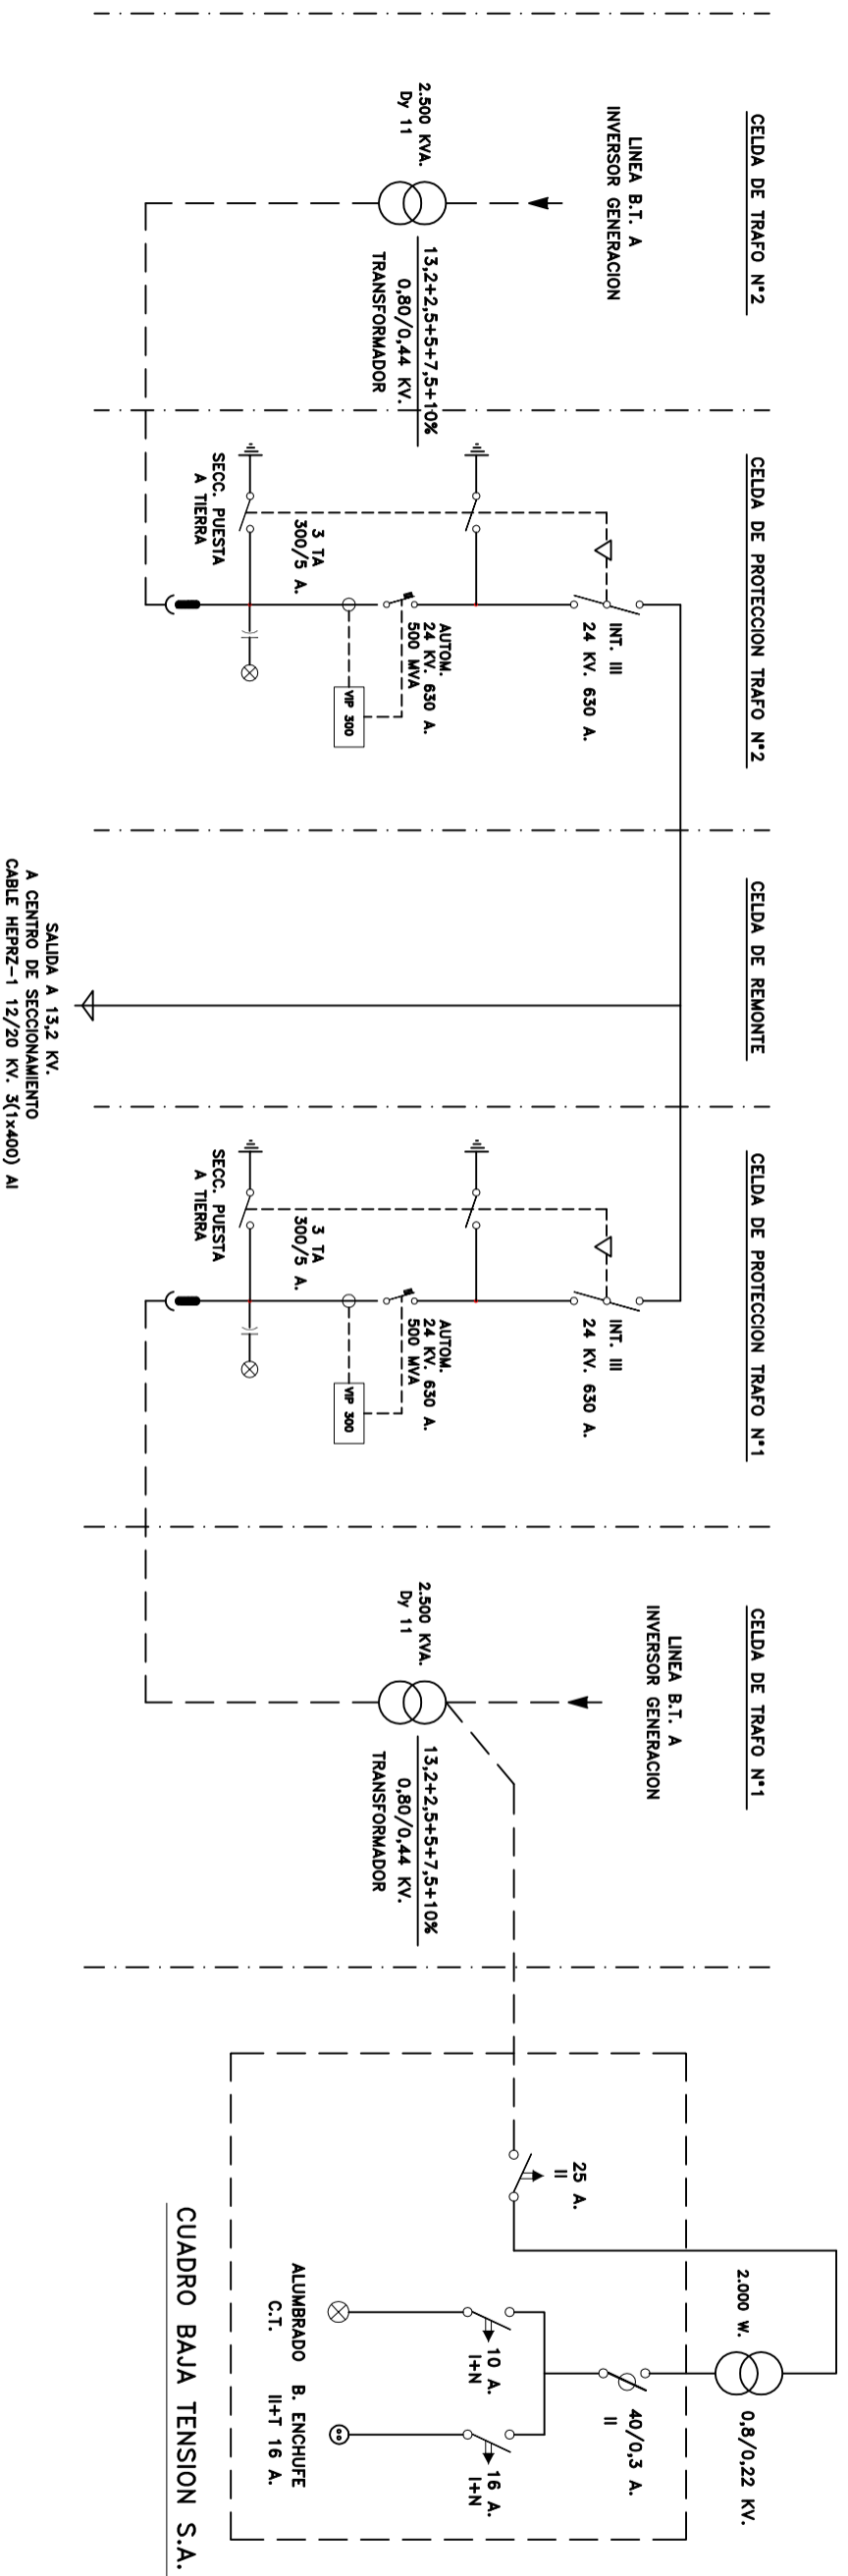 CELDA DE TRAFO N°2
LINEA B.T. A
INVERSOR GENERACION
2.500 KVA.
Dy 11
13,2+2,5+5+7,5+10%
0,80/0,44 KV.
TRANSFORMADOR
CELDA DE PROTECCION TRAFO N°2
INT. III
24 KV. 630 A.
AUTOM.
24 KV. 630 A.
500 MVA
VIP 300
3 TA
300/5 A.
SECC. PUESTA
A TIERRA
CELDA DE REMONTE
SALIDA A 13,2 KV.
A CENTRO DE SECCIONAMIENTO
CABLE HEPRZ-1 12/20 KV. 3(1x400) Al
CELDA DE PROTECCION TRAFO N°1
INT. III
24 KV. 630 A.
AUTOM.
24 KV. 630 A.
500 MVA
VIP 300
3 TA
300/5 A.
SECC. PUESTA
A TIERRA
CELDA DE TRAFO N°1
LINEA B.T. A
INVERSOR GENERACION
2.500 KVA.
Dy 11
13,2+2,5+5+7,5+10%
0,80/0,44 KV.
TRANSFORMADOR
2.000 W.
0,8/0,22 KV.
25 A.
II
40/0,3 A.
II
10 A.
I+N
16 A.
I+N
ALUMBRADO
C.T.
B. ENCHUFE
II+T 16 A.
CUADRO BAJA TENSION S.A.